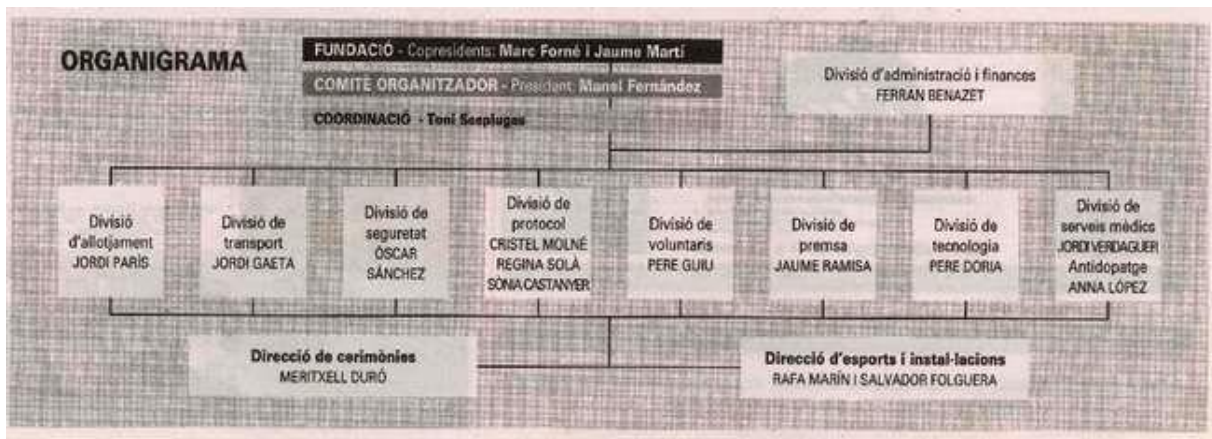 ORGANIGRAMA
FUNDACIÓ - Copresidents: Marc Forné i Jaume Martí
COMITÈ ORGANITZADOR - President: Manel Fernández
COORDINACIÓ - Toni Sesplugas
Divisió d'administració i finances
FERRAN BENAZET
Divisió
d'allotjament
JORDI PARÍS
Divisió de
transport
JORDI GAETA
Divisió de
seguretat
ÒSCAR
SÁNCHEZ
Divisió de
protocol
CRISTEL MOLNÉ
REGINA SOLÀ
SÒNIA CASTANYER
Divisió de
voluntaris
PERE GUIU
Divisió de
premsa
JAUME RAMISA
Divisió de
tecnologia
PERE DÒRIA
Divisió de
serveis mèdics
JORDI VERDAGUER
Antidopatge
ANNA LÓPEZ
Direcció de cerimònies
MERITXELL DURÓ
Direcció d'esports i instal·lacions
RAFA MARÍN I SALVADOR FOLGUERA